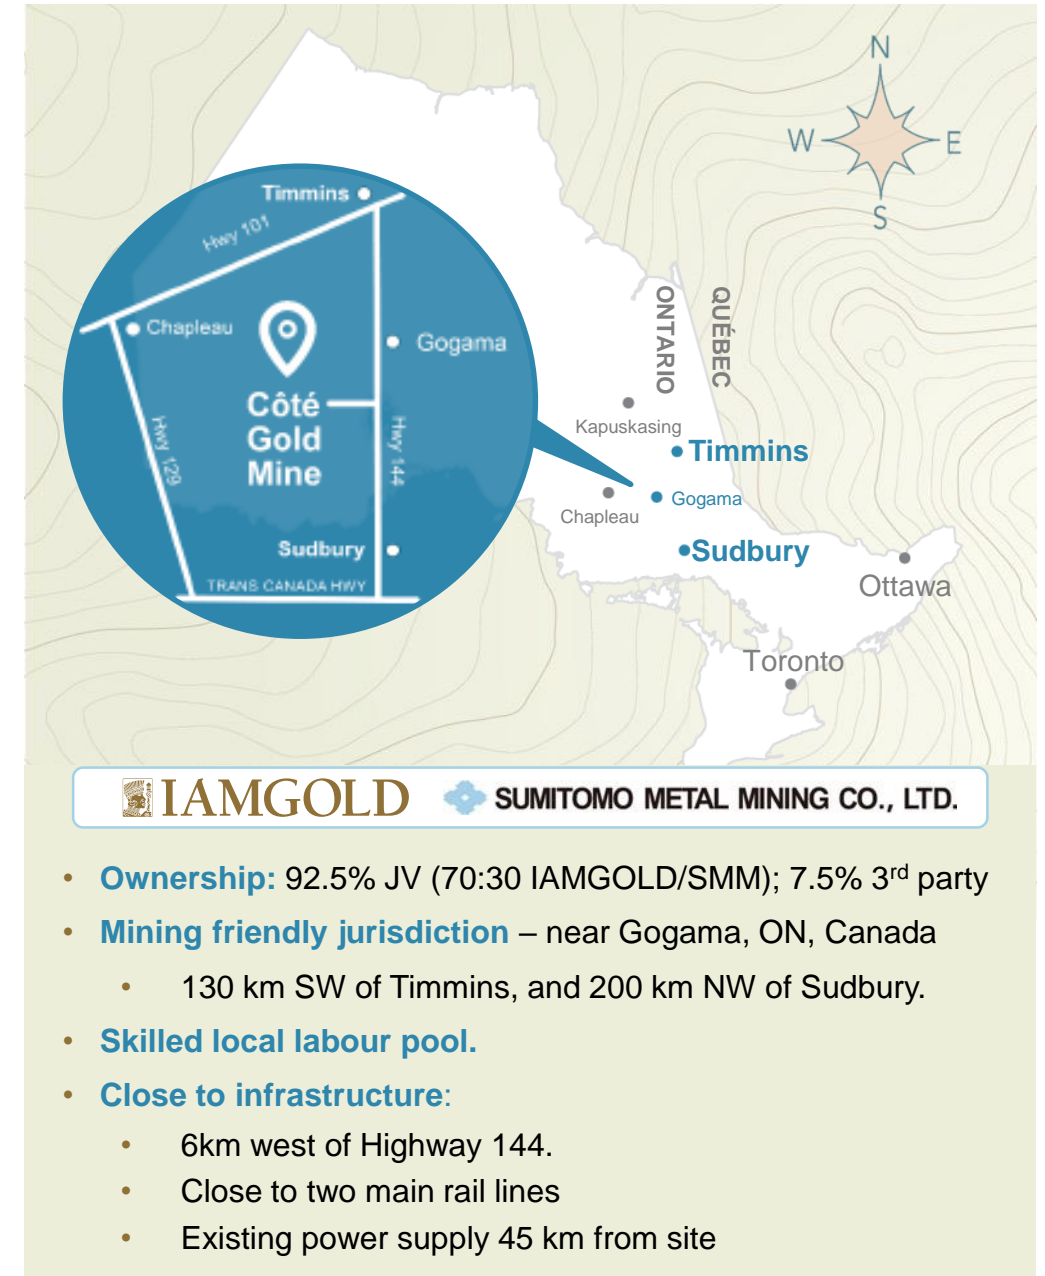 N
W
E
S
Timmins
Hwy 101
Chapleau
Gogama
Côté
Gold
Mine
Hwy 129
Hwy 144
Sudbury
TRANS CANADA HWY
ONTARIO
QUÉBEC
Kapuskasing
Timmins
Gogama
Chapleau
Sudbury
Ottawa
Toronto
IAMGOLD
SUMITOMO METAL MINING CO., LTD.
• Ownership: 92.5% JV (70:30 IAMGOLD/SMM); 7.5% 3rd party
• Mining friendly jurisdiction – near Gogama, ON, Canada
• 130 km SW of Timmins, and 200 km NW of Sudbury.
• Skilled local labour pool.
• Close to infrastructure:
• 6km west of Highway 144.
• Close to two main rail lines
• Existing power supply 45 km from site